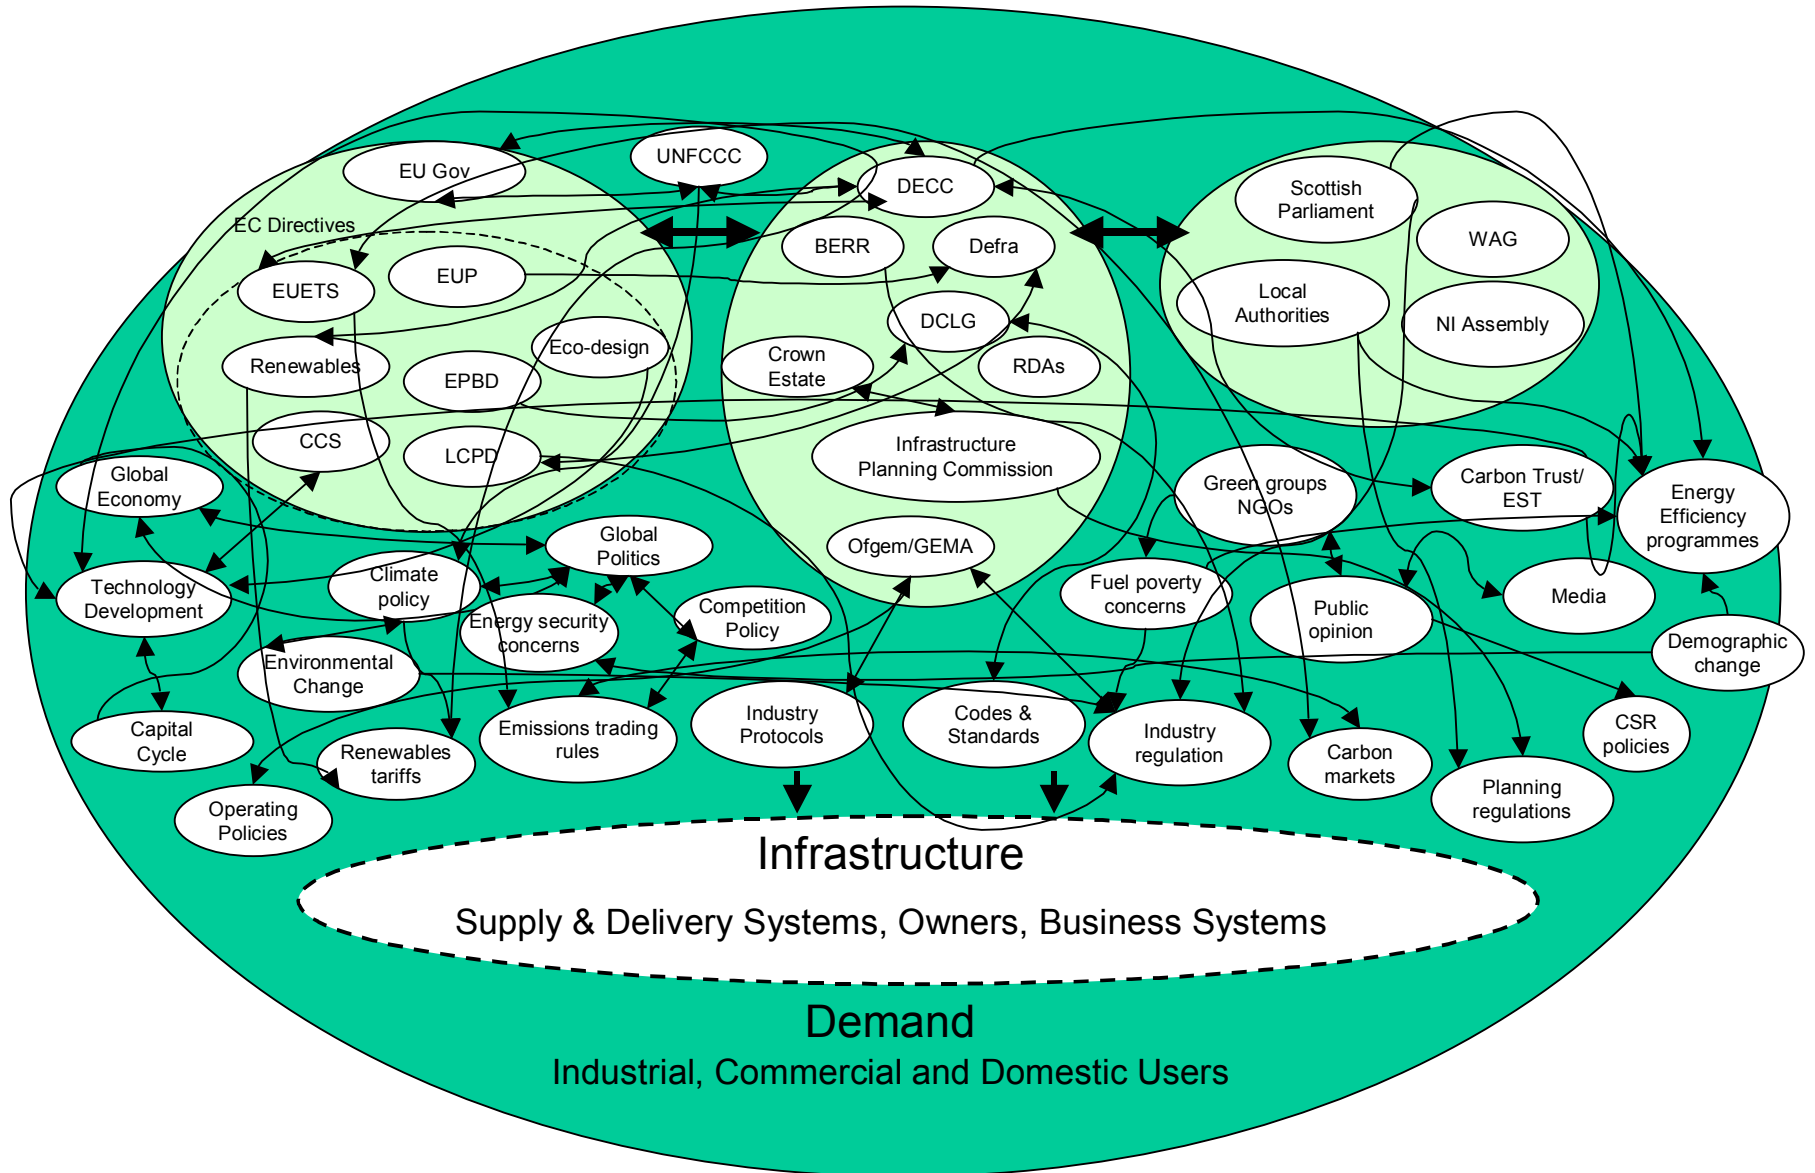 EU Gov
UNFCCC
DECC
Scottish
Parliament
EC Directives
WAG
BERR
Defra
EUP
EUETS
Local
Authorities
DCLG
NI Assembly
Eco-design
Renewables
EPBD
Crown
Estate
RDAs
CCS
LCPD
Infrastructure
Planning Commission
Global
Economy
Green groups
NGOs
Carbon Trust/
EST
Energy
Efficiency
programmes
Global
Politics
Ofgem/GEMA
Technology
Development
Climate
policy
Fuel poverty
concerns
Media
Competition
Policy
Public
opinion
Energy security
concerns
Demographic
change
Environmental
Change
Capital
Cycle
Renewables
tariffs
Emissions trading
rules
Industry
Protocols
Codes &
Standards
Industry
regulation
Carbon
markets
CSR
policies
Planning
regulations
Operating
Policies
Infrastructure
Supply & Delivery Systems, Owners, Business Systems
Demand
Industrial, Commercial and Domestic Users